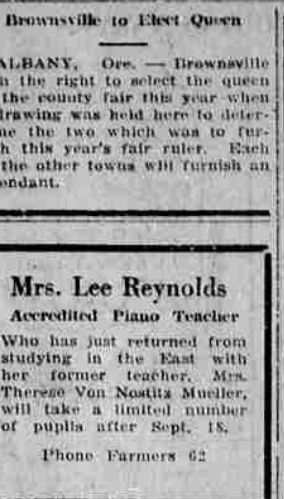 Brownsville to Elect Queen
ALBANY, Ore. — Brownsville
n the right to select the queen
the county fair this year when
drawing was held here to deter-
ne the two which was to fur-
h this year's fair ruler. Each
the other towns will furnish an
endant.
Mrs. Lee Reynolds
Accredited Piano Teacher
Who has just returned from
studying in the East with
her former teacher, Mrs.
Therese Von Nostitz Mueller,
will take a limited number
of pupils after Sept. 18.
Phone Farmers 62